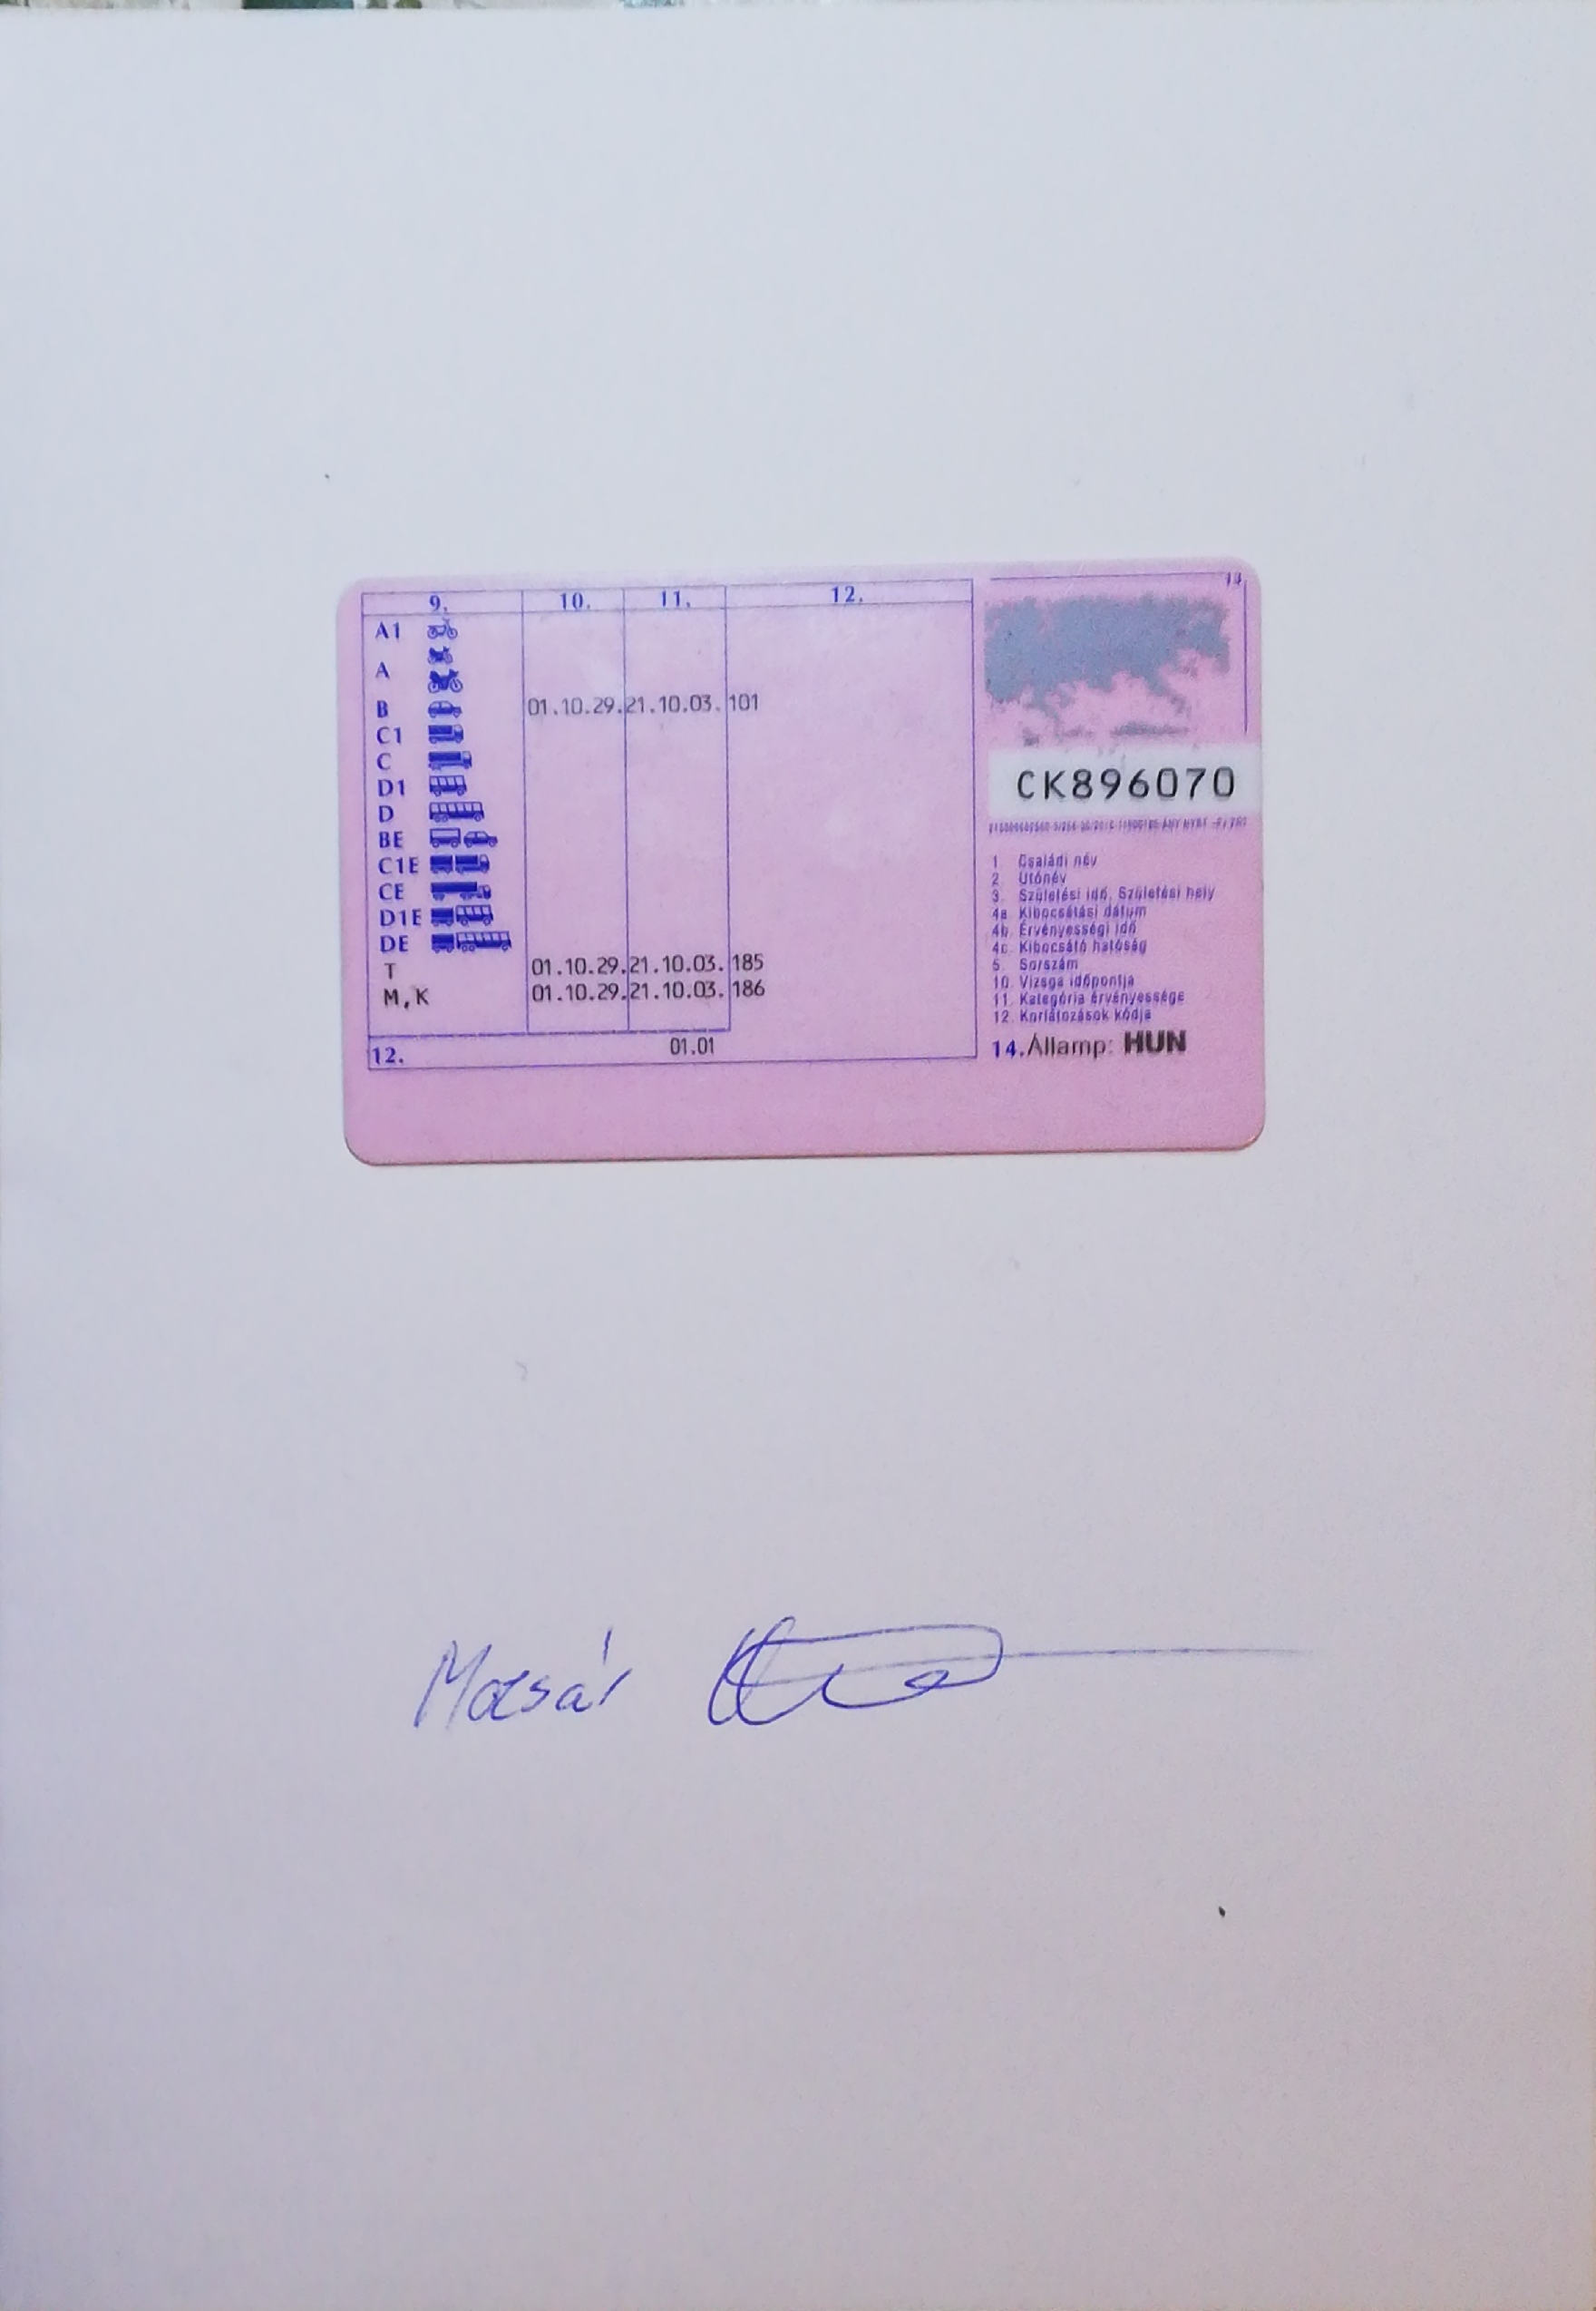 9. 10. 11. 12. 13
A1
A
B 01.10.29. 21.10.03. 101
C1
C
D1
D
BE
C1E
CE
D1E
DE
T 01.10.29. 21.10.03. 185
M,K 01.10.29. 21.10.03. 186
12. 01.01
CK896070
1. Családi név
2. Utónév
3. Születési idő, Születési hely
4a. Kibocsátási dátum
4b. Érvényességi idő
4c. Kibocsátó hatóság
5. Sorszám
10. Vizsga időpontja
11. Kategória érvényessége
12. Korlátozások kódja
14. Államp: HUN